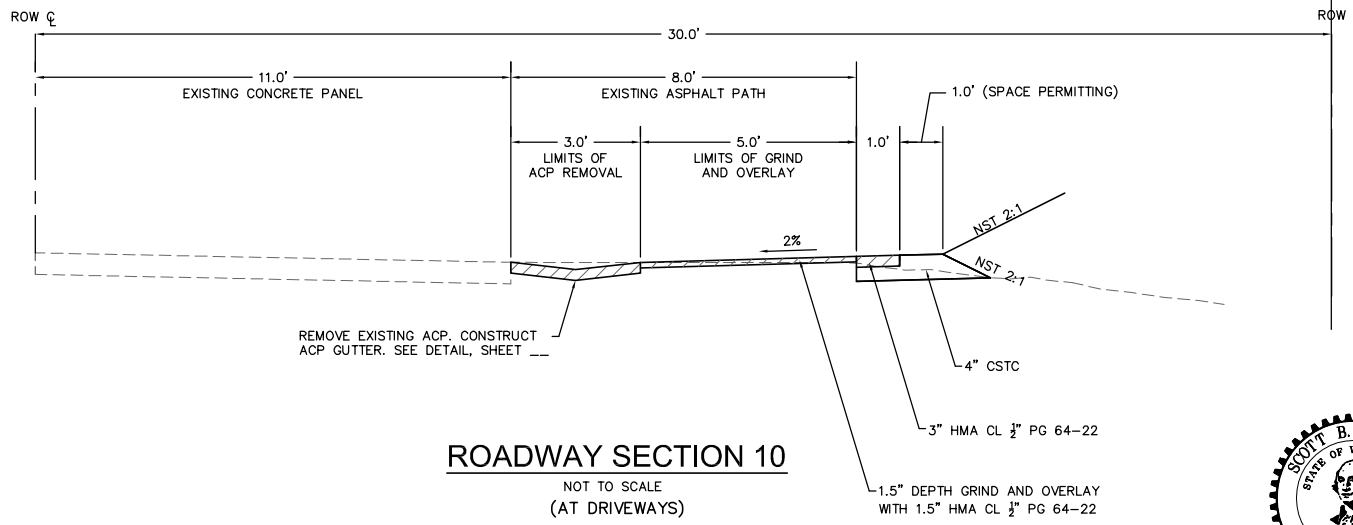 ROW ℄
ROW
30.0'
11.0'
EXISTING CONCRETE PANEL
8.0'
EXISTING ASPHALT PATH
1.0' (SPACE PERMITTING)
3.0'
LIMITS OF
ACP REMOVAL
5.0'
LIMITS OF GRIND
AND OVERLAY
1.0'
NST 2:1
2%
NST 2:1
REMOVE EXISTING ACP. CONSTRUCT
ACP GUTTER. SEE DETAIL, SHEET __
4" CSTC
3" HMA CL ½" PG 64-22
1.5" DEPTH GRIND AND OVERLAY
WITH 1.5" HMA CL ½" PG 64-22
ROADWAY SECTION 10
NOT TO SCALE
(AT DRIVEWAYS)
SCOTT B.
STATE OF